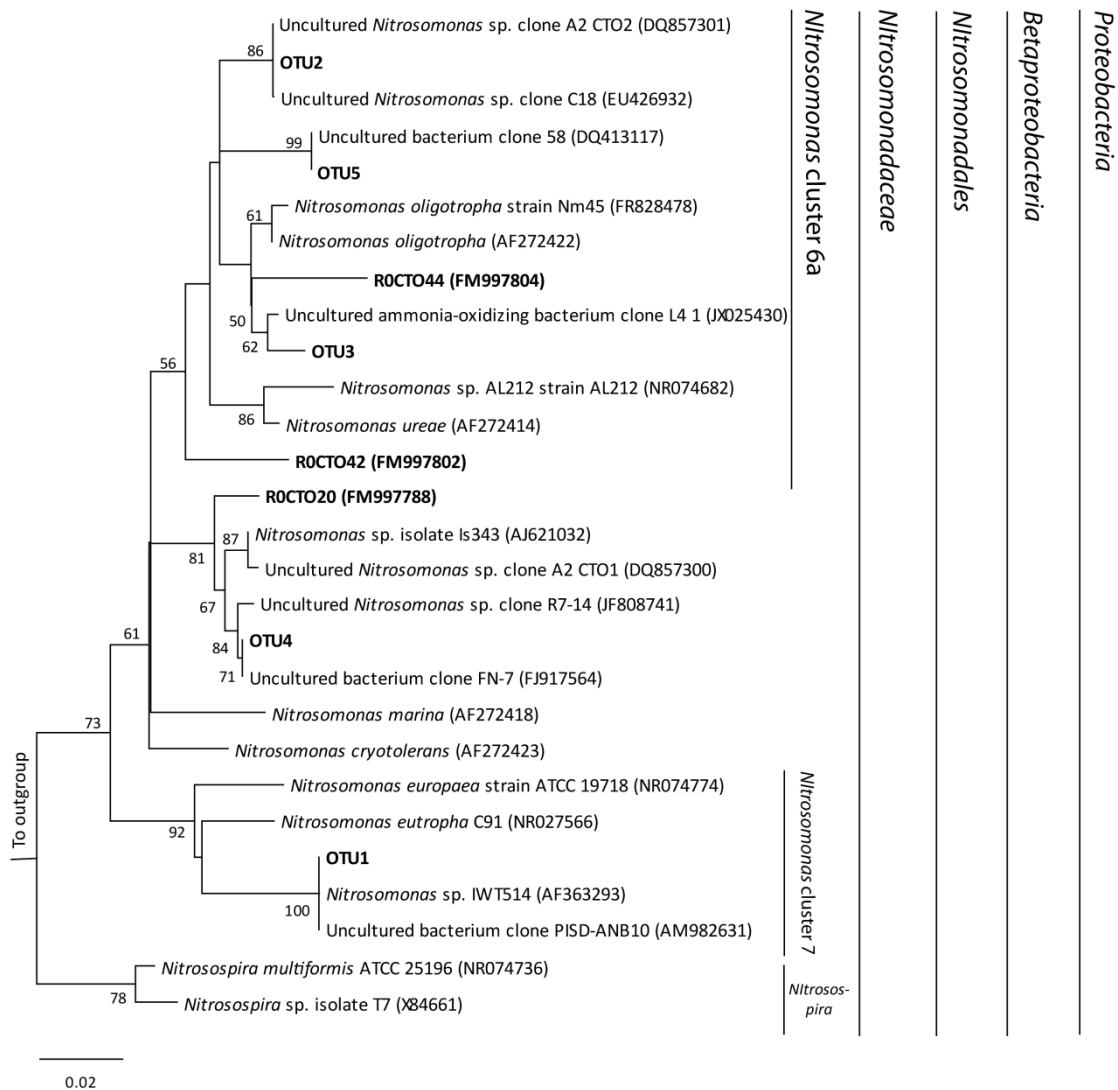 Uncultured Nitrosomonas sp. clone A2 CTO2 (DQ857301)
86
OTU2
Uncultured Nitrosomonas sp. clone C18 (EU426932)
Uncultured bacterium clone 58 (DQ413117)
99
OTU5
Nitrosomonas oligotropha strain Nm45 (FR828478)
61
Nitrosomonas oligotropha (AF272422)
R0CTO44 (FM997804)
Uncultured ammonia-oxidizing bacterium clone L4 1 (JX025430)
50
62
OTU3
56
Nitrosomonas sp. AL212 strain AL212 (NR074682)
86
Nitrosomonas ureae (AF272414)
R0CTO42 (FM997802)
R0CTO20 (FM997788)
87
Nitrosomonas sp. isolate Is343 (AJ621032)
81
Uncultured Nitrosomonas sp. clone A2 CTO1 (DQ857300)
67
Uncultured Nitrosomonas sp. clone R7-14 (JF808741)
61
84
OTU4
71
Uncultured bacterium clone FN-7 (FJ917564)
Nitrosomonas marina (AF272418)
73
Nitrosomonas cryotolerans (AF272423)
Nitrosomonas europaea strain ATCC 19718 (NR074774)
92
Nitrosomonas eutropha C91 (NR027566)
OTU1
Nitrosomonas sp. IWT514 (AF363293)
100
Uncultured bacterium clone PISD-ANB10 (AM982631)
Nitrosospira multiformis ATCC 25196 (NR074736)
78
Nitrosospira sp. isolate T7 (X84661)
To outgroup
0.02
NItrosomonas cluster 6a
NItrosomonas cluster 7
NItrosos-
pira
NItrosomonadaceae
NItrosomonadales
Betaproteobacteria
Proteobacteria